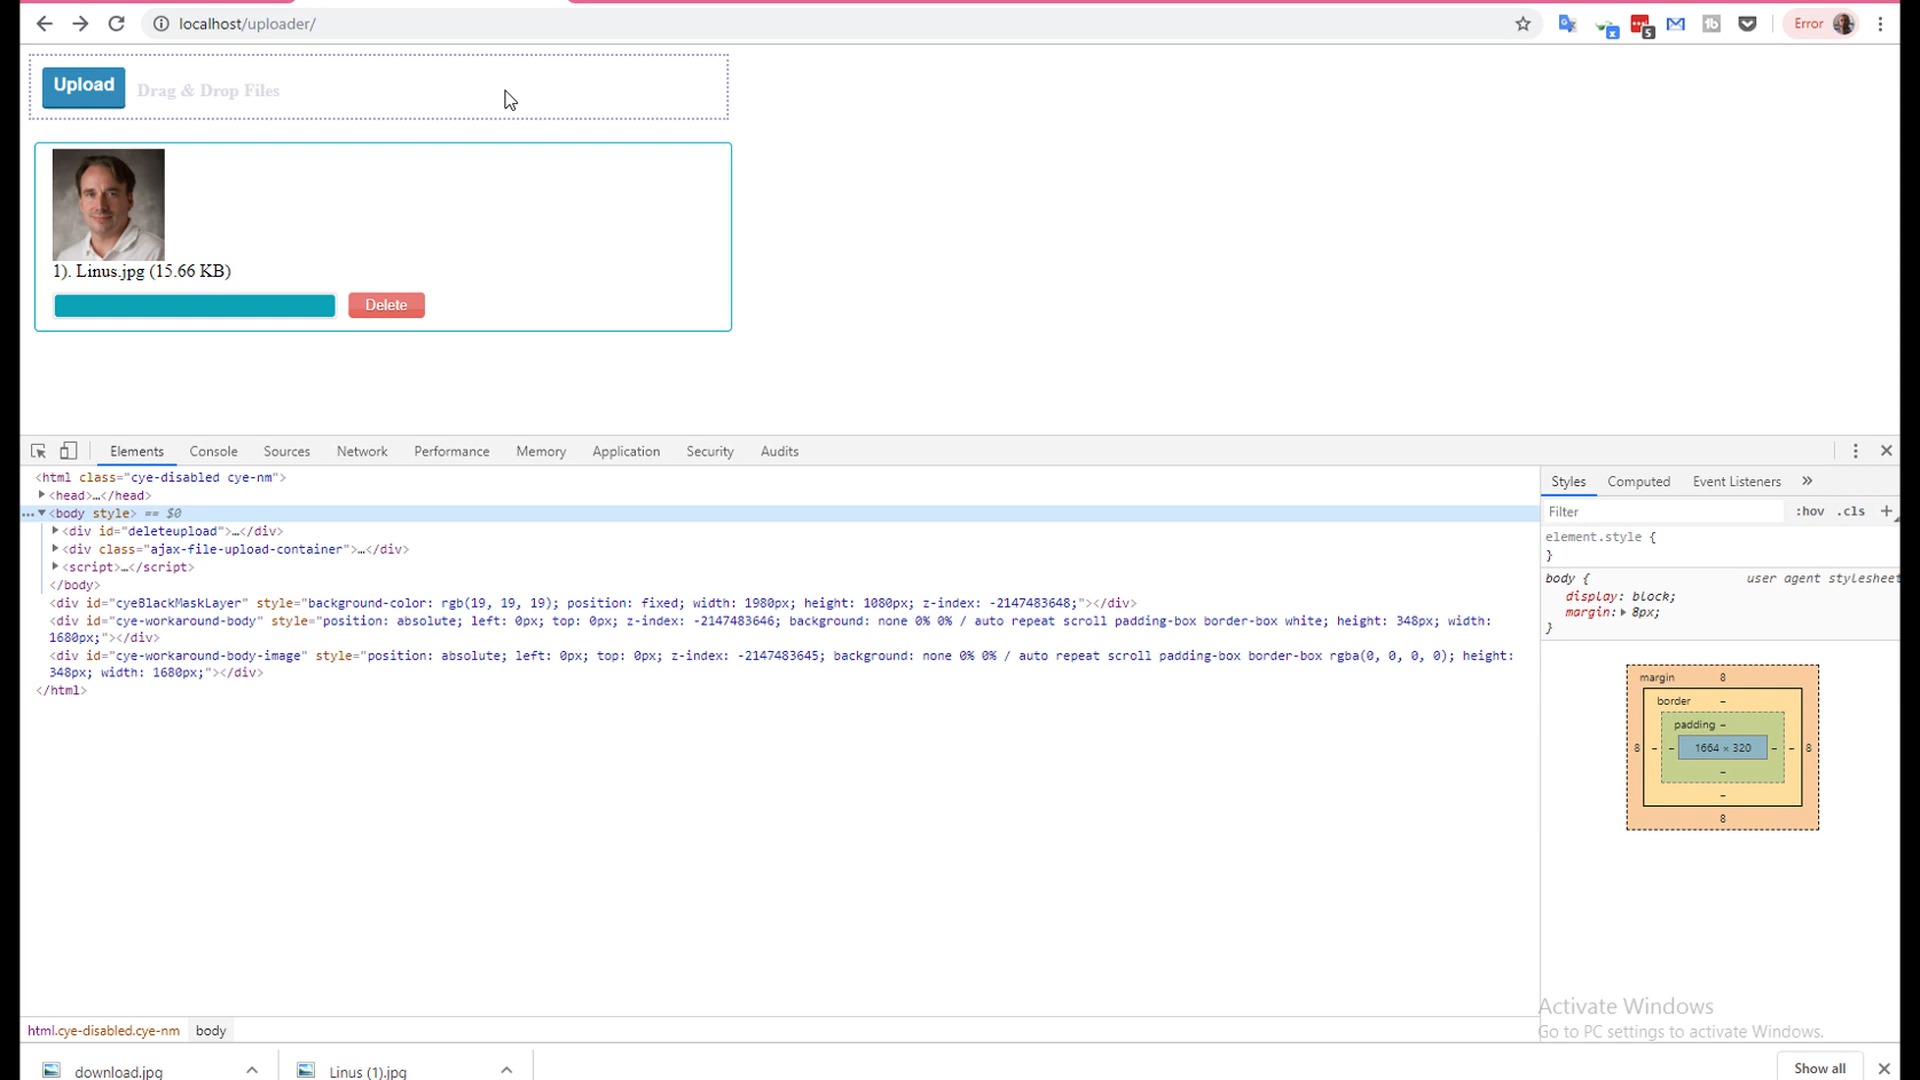 localhost/uploader/
5
Error
Upload
Drag & Drop Files
1). Linus.jpg (15.66 KB)
Delete
Elements Console Sources Network Performance Memory Application Security Audits
<html class="cye-disabled cye-nm">
<head>…</head>
<body style> == $0
<div id="deleteupload">…</div>
<div class="ajax-file-upload-container">…</div>
<script>…</script>
</body>
<div id="cyeBlackMaskLayer" style="background-color: rgb(19, 19, 19); position: fixed; width: 1980px; height: 1080px; z-index: -2147483648;"></div>
<div id="cye-workaround-body" style="position: absolute; left: 0px; top: 0px; z-index: -2147483646; background: none 0% 0% / auto repeat scroll padding-box border-box white; height: 348px; width:
1680px;"></div>
<div id="cye-workaround-body-image" style="position: absolute; left: 0px; top: 0px; z-index: -2147483645; background: none 0% 0% / auto repeat scroll padding-box border-box rgba(0, 0, 0, 0); height:
348px; width: 1680px;"></div>
</html>
Styles Computed Event Listeners »
Filter :hov .cls +
element.style {
}
body { user agent stylesheet
display: block;
margin: 8px;
}
margin 8
border –
padding –
8 – – 1664 × 320 – – 8
–
–
8
Activate Windows
Go to PC settings to activate Windows.
html.cye-disabled.cye-nm body
download.jpg Linus (1).jpg Show all